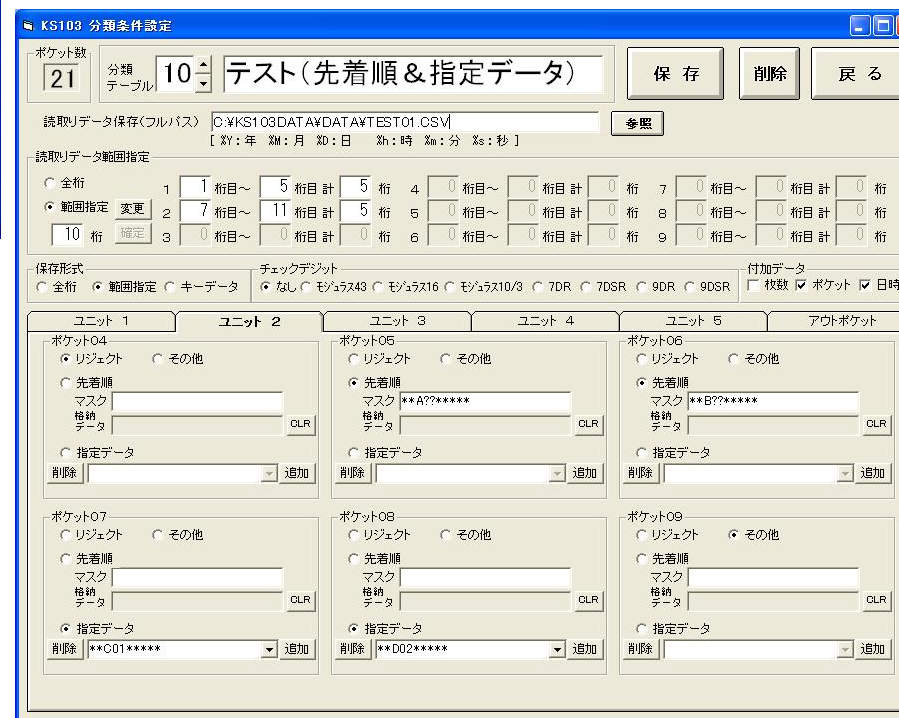 KS103 分類条件設定
ポケット数
21
分類
テーブル
10
テスト(先着順&指定データ)
保 存
削除
戻 る
読取りデータ保存(フルパス)
C:¥KS103DATA¥DATA¥TEST01.CSV
参照
[ %Y:年 %M:月 %D:日 %h:時 %m:分 %s:秒 ]
読取りデータ範囲指定
全桁
1 1 桁目~ 5 桁目 計 5 桁 4 0 桁目~ 0 桁目 計 0 桁 7 0 桁目~ 0 桁目 計 0 桁
範囲指定 変更 2 7 桁目~ 11 桁目 計 5 桁 5 0 桁目~ 0 桁目 計 0 桁 8 0 桁目~ 0 桁目 計 0 桁
10 桁 確定 3 0 桁目~ 0 桁目 計 0 桁 6 0 桁目~ 0 桁目 計 0 桁 9 0 桁目~ 0 桁目 計 0 桁
保存形式 チェックデジット 付加データ
全桁 範囲指定 キーデータ なし モジュラス43 モジュラス16 モジュラス10/3 7DR 7DSR 9DR 9DSR 枚数 ポケット 日時
ユニット 1 ユニット 2 ユニット 3 ユニット 4 ユニット 5 アウトポケット
ポケット04
リジェクト その他
先着順
マスク
格納
データ
CLR
指定データ
削除 追加
ポケット05
リジェクト その他
先着順
マスク **A??*****
格納
データ
CLR
指定データ
削除 追加
ポケット06
リジェクト その他
先着順
マスク **B??*****
格納
データ
CLR
指定データ
削除 追加
ポケット07
リジェクト その他
先着順
マスク
格納
データ
CLR
指定データ
削除 **C01***** 追加
ポケット08
リジェクト その他
先着順
マスク
格納
データ
CLR
指定データ
削除 **D02***** 追加
ポケット09
リジェクト その他
先着順
マスク
格納
データ
CLR
指定データ
削除 追加